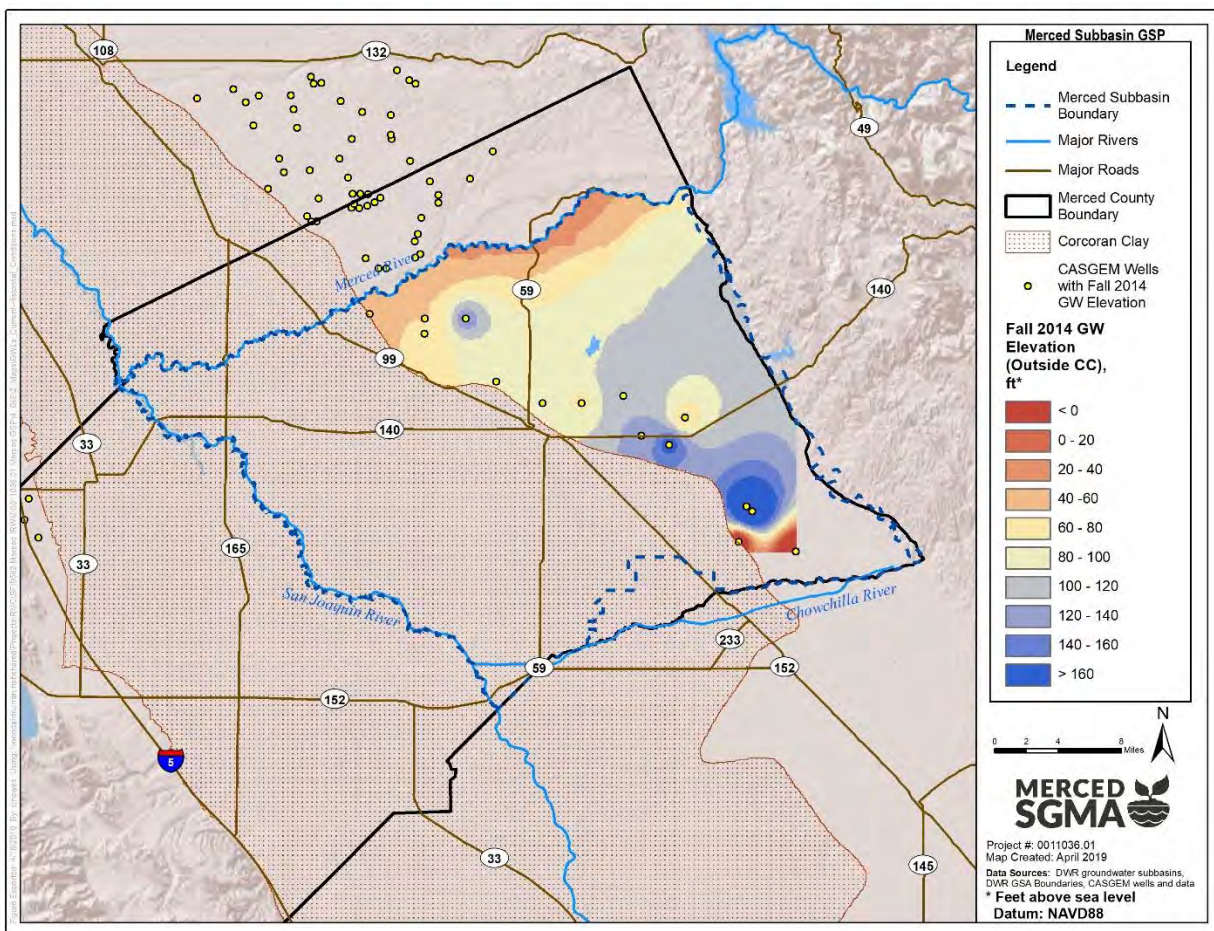 Merced Subbasin GSP
Legend
Merced Subbasin
Boundary
Major Rivers
Major Roads
Merced County
Boundary
Corcoran Clay
CASGEM Wells
with Fall 2014
GW Elevation
Fall 2014 GW
Elevation
(Outside CC),
ft*
< 0
0 - 20
20 - 40
40 -60
60 - 80
80 - 100
100 - 120
120 - 140
140 - 160
> 160
0 2 4 8
Miles
N
MERCED
SGMA
Project #: 0011036.01
Map Created: April 2019
Data Sources: DWR groundwater subbasins,
DWR GSA Boundaries, CASGEM wells and data
* Feet above sea level
Datum: NAVD88
108
132
49
Merced River
59
140
99
33
140
165
33
San Joaquin River
Chowchilla River
233
59
152
152
5
33
145